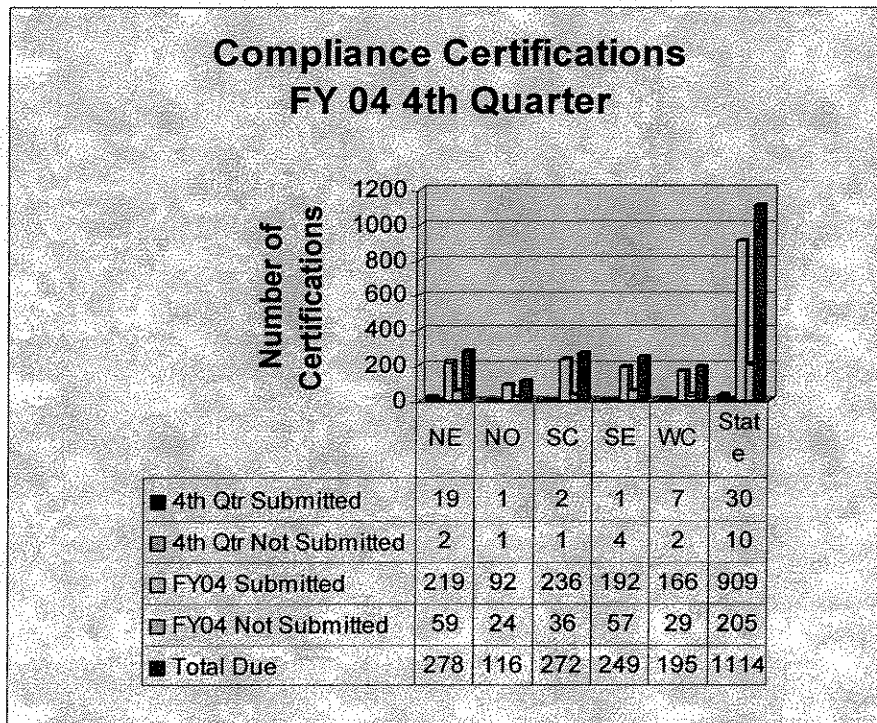 Compliance Certifications
FY 04 4th Quarter
Number of
Certifications
1200
1000
800
600
400
200
0
NE NO SC SE WC Stat
e
4th Qtr Submitted 19 1 2 1 7 30
4th Qtr Not Submitted 2 1 1 4 2 10
FY04 Submitted 219 92 236 192 166 909
FY04 Not Submitted 59 24 36 57 29 205
Total Due 278 116 272 249 195 1114